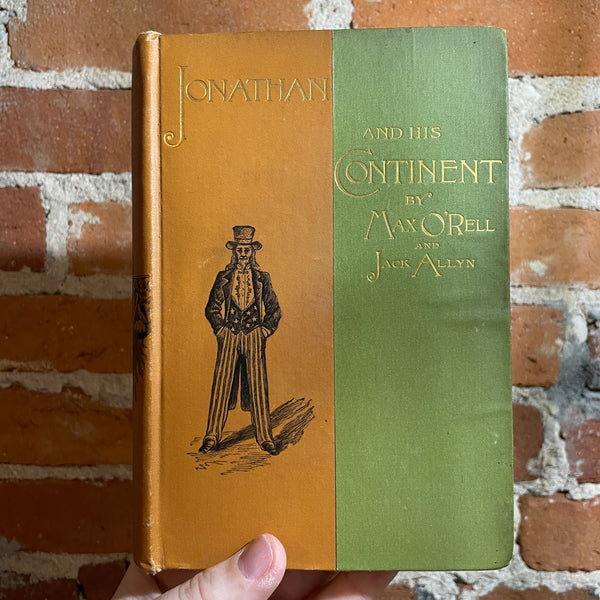 JONATHAN
AND HIS
CONTINENT
BY
MAX O'RELL
AND
JACK ALLYN